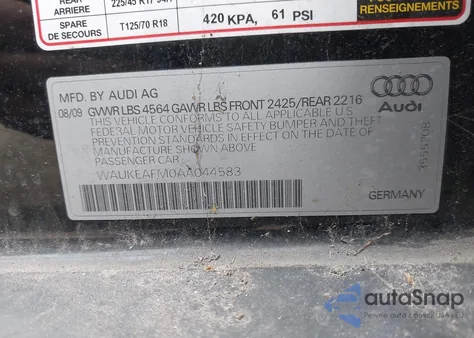 REAR
ARRIERE
225/45 R17 94H
SPARE
DE SECOURS
T125/70 R18
420 KPA, 61 PSI
RENSEIGNEMENTS
MFD. BY AUDI AG
08/09 GVWR LBS 4564 GAWR LBS FRONT 2425/REAR 2216
THIS VEHICLE CONFORMS TO ALL APPLICABLE U.S.
FEDERAL MOTOR VEHICLE SAFETY BUMPER AND THEFT
PREVENTION STANDARDS IN EFFECT ON THE DATE
OF MANUFACTURE SHOWN ABOVE
PASSENGER CAR
WAUKEAFM0AA044583
Audi
GERMANY
autoSnap